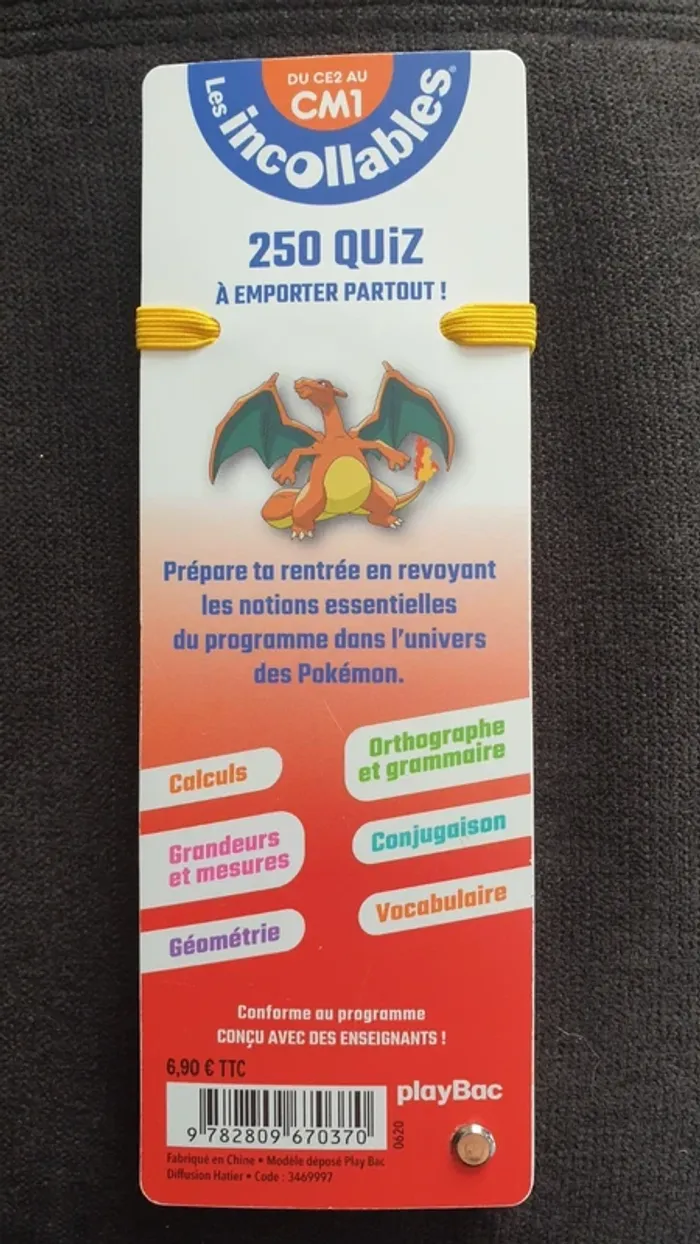 DU CE2 AU
CM1
Les incollables®
250 QUiZ
À EMPORTER PARTOUT !
Prépare ta rentrée en revoyant
les notions essentielles
du programme dans l'univers
des Pokémon.
Calculs
Grandeurs
et mesures
Géométrie
Orthographe
et grammaire
Conjugaison
Vocabulaire
Conforme au programme
CONÇU AVEC DES ENSEIGNANTS !
6,90 € TTC
playBac
9 782809 670370
0620
Fabriqué en Chine • Modèle déposé Play Bac
Diffusion Hatier • Code : 3469997